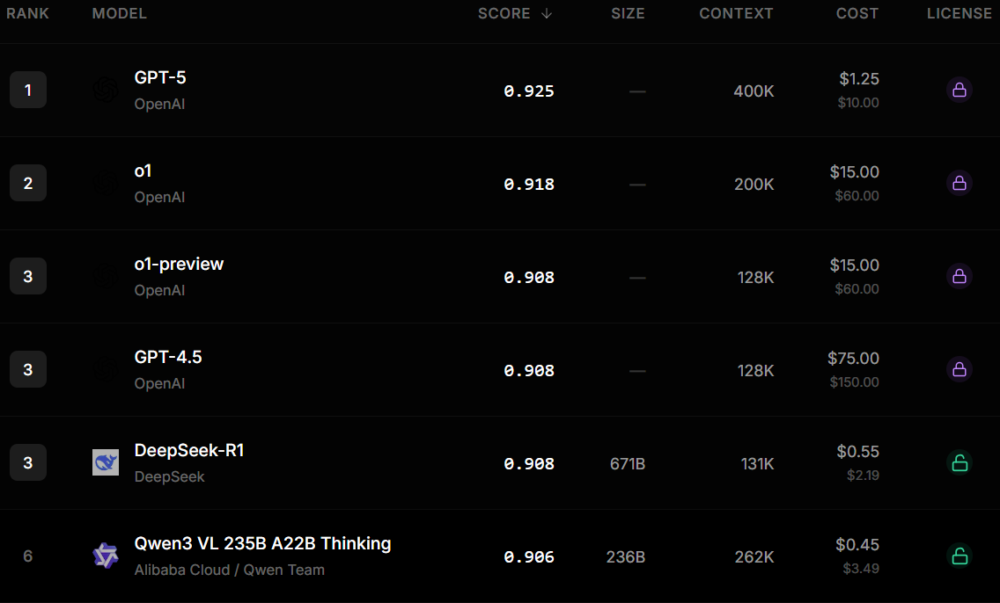 RANK MODEL SCORE ↓ SIZE CONTEXT COST LICENSE
1 GPT-5 0.925 — 400K $1.25
OpenAI $10.00
2 o1 0.918 — 200K $15.00
OpenAI $60.00
3 o1-preview 0.908 — 128K $15.00
OpenAI $60.00
3 GPT-4.5 0.908 — 128K $75.00
OpenAI $150.00
3 DeepSeek-R1 0.908 671B 131K $0.55
DeepSeek $2.19
6 Qwen3 VL 235B A22B Thinking 0.906 236B 262K $0.45
Alibaba Cloud / Qwen Team $3.49